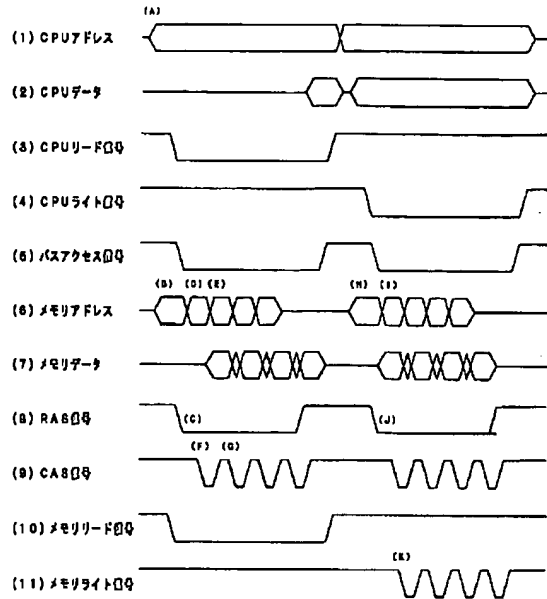 (A)
(1) CPUアドレス
(2) CPUデータ
(3) CPUリード信号
(4) CPUライト信号
(5) バスアクセス信号
(B) (D) (E) (H) (I)
(6) メモリアドレス
(7) メモリデータ
(8) RAS信号 (C) (J)
(F) (G)
(9) CAS信号
(10) メモリリード信号
(K)
(11) メモリライト信号